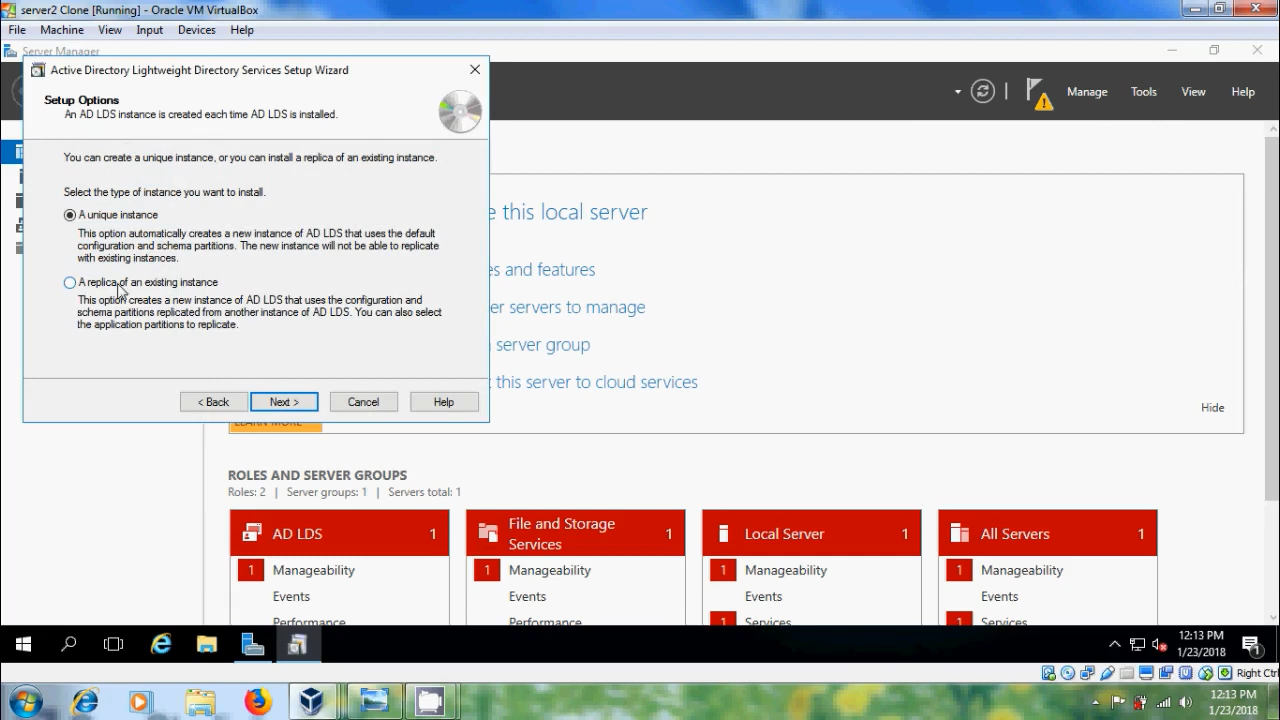 server2 Clone [Running] - Oracle VM VirtualBox
File Machine View Input Devices Help
Server Manager
Active Directory Lightweight Directory Services Setup Wizard
Setup Options
An AD LDS instance is created each time AD LDS is installed.
Manage Tools View Help
You can create a unique instance, or you can install a replica of an existing instance.
Select the type of instance you want to install.
A unique instance
This option automatically creates a new instance of AD LDS that uses the default
configuration and schema partitions. The new instance will not be able to replicate
with existing instances.
A replica of an existing instance
This option creates a new instance of AD LDS that uses the configuration and
schema partitions replicated from another instance of AD LDS. You can also select
the application partitions to replicate.
< Back Next > Cancel Help
e this local server
es and features
er servers to manage
server group
this server to cloud services
Hide
LEARN MORE
ROLES AND SERVER GROUPS
Roles: 2 | Server groups: 1 | Servers total: 1
AD LDS 1
1 Manageability
Events
Performance
File and Storage
Services 1
1 Manageability
Events
Performance
Local Server 1
1 Manageability
Events
1 Services
All Servers 1
1 Manageability
Events
1 Services
12:13 PM
1/23/2018
1
Right Ctrl
12:13 PM
1/23/2018